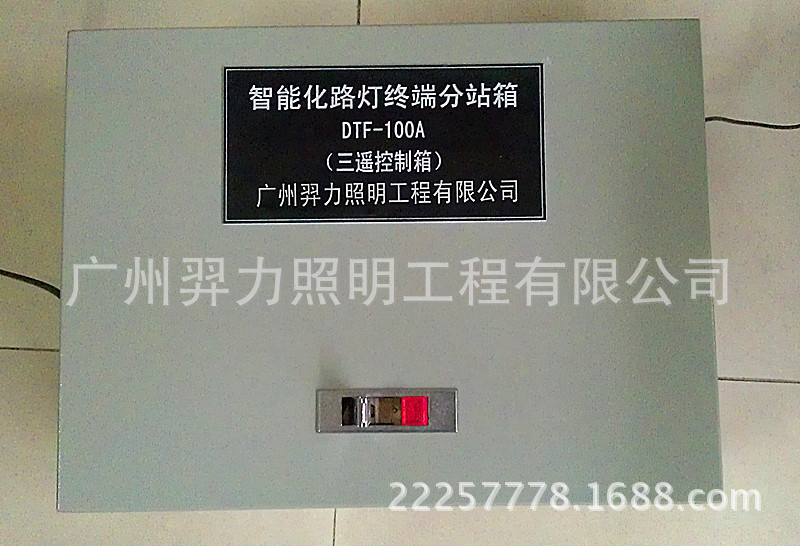 智能化路灯终端分站箱
DTF-100A
（三遥控制箱）
广州羿力照明工程有限公司
广州羿力照明工程有限公司
22257778.1688.com